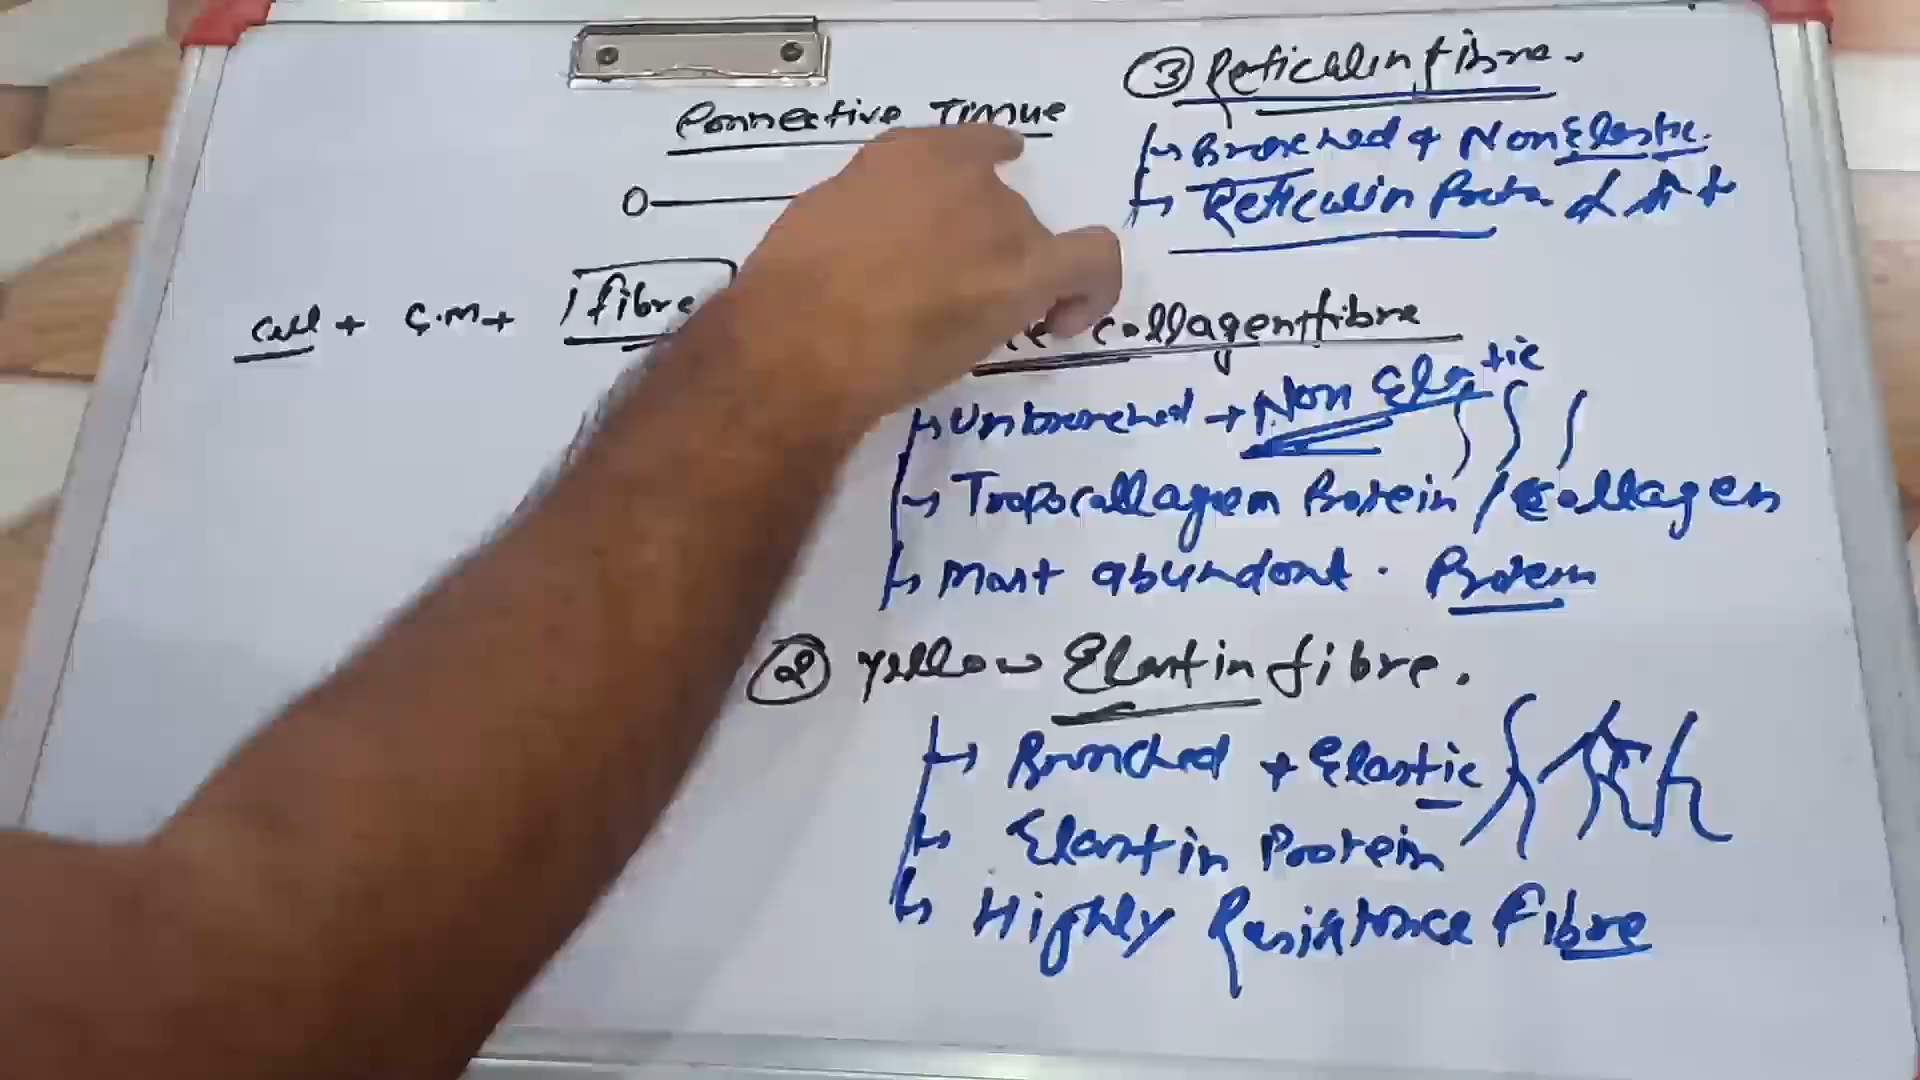 Connective Tissue
Cell + G.M + fibre
collagen fibre
Unbranched + Non Elastic
Tropocollagen Protein / Collagen
Most abundant . Protein
② Yellow Elastin fibre.
Branched + Elastic
Elastin Protein
Highly Resistance Fibre
③ Reticulin fibre.
Branched & Non Elastic.
Reticulin Protn